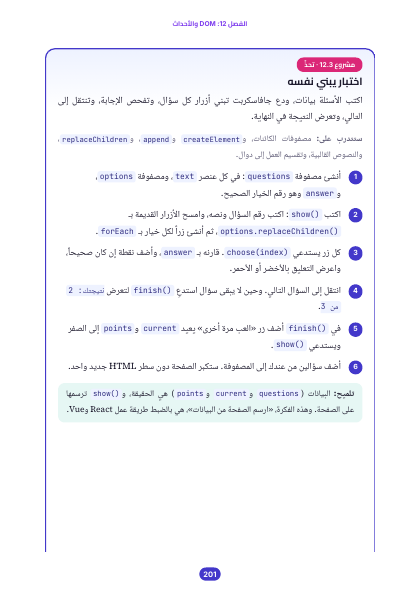 الفصل 12: DOM والأحداث
مشروع 12.3 · تحدٍّ
اختبار يبني نفسه
اكتب الأسئلة بيانات، ودع جافاسكربت تبني أزرار كل سؤال، وتفحص الإجابة، وتنتقل إلى
التالي، وتعرض النتيجة في النهاية.
ستتدرب على: مصفوفات الكائنات، و createElement و append ، و replaceChildren ،
والنصوص القالبية، وتقسيم العمل إلى دوال.
1 أنشئ مصفوفة questions : في كل عنصر text ، ومصفوفة options ،
و answer وهو رقم الخيار الصحيح.
2 اكتب show() : اكتب رقم السؤال ونصه، وامسح الأزرار القديمة بـ
options.replaceChildren() ، ثم أنشئ زراً لكل خيار بـ forEach .
3 كل زر يستدعي choose(index) . قارنه بـ answer ، وأضف نقطة إن كان صحيحاً،
واعرض التعليق بالأخضر أو الأحمر.
4 انتقل إلى السؤال التالي. وحين لا يبقى سؤال استدعِ finish() لتعرض نتيجتك: 2
من 3.
5 في finish() أضف زر «العب مرة أخرى» يعيد current و points إلى الصفر
ويستدعي show() .
6 أضف سؤالين من عندك إلى المصفوفة. ستكبر الصفحة دون سطر HTML جديد واحد.
تلميح: البيانات ( questions و current و points ) هي الحقيقة، و show() ترسمها
على الصفحة. وهذه الفكرة، «ارسم الصفحة من البيانات»، هي بالضبط طريقة عمل React وVue.
201